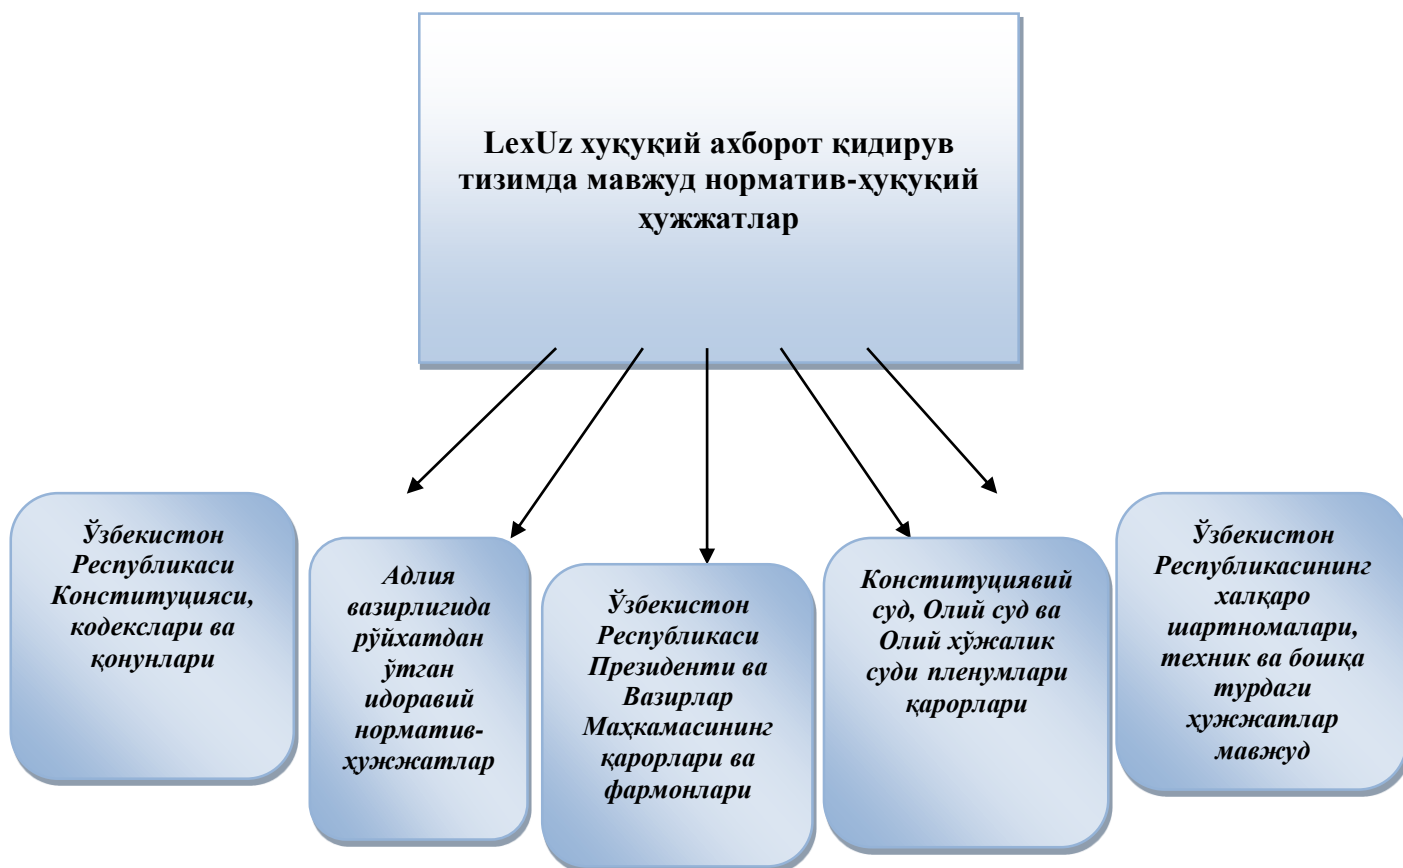 LexUz хуқуқий ахборот қидирув
тизимда мавжуд норматив-ҳуқуқий
ҳужжатлар
Ўзбекистон
Республикаси
Конституцияси,
кодекслари ва
қонунлари
Адлия
вазирлигида
рўйхатдан
ўтган
идоравий
норматив-
ҳужжатлар
Ўзбекистон
Республикаси
Президенти ва
Вазирлар
Маҳкамасининг
қарорлари ва
фармонлари
Конституциявий
суд, Олий суд ва
Олий хўжалик
суди пленумлари
қарорлари
Ўзбекистон
Республикасининг
халқаро
шартномалари,
техник ва бошқа
турдаги
ҳужжатлар
мавжуд